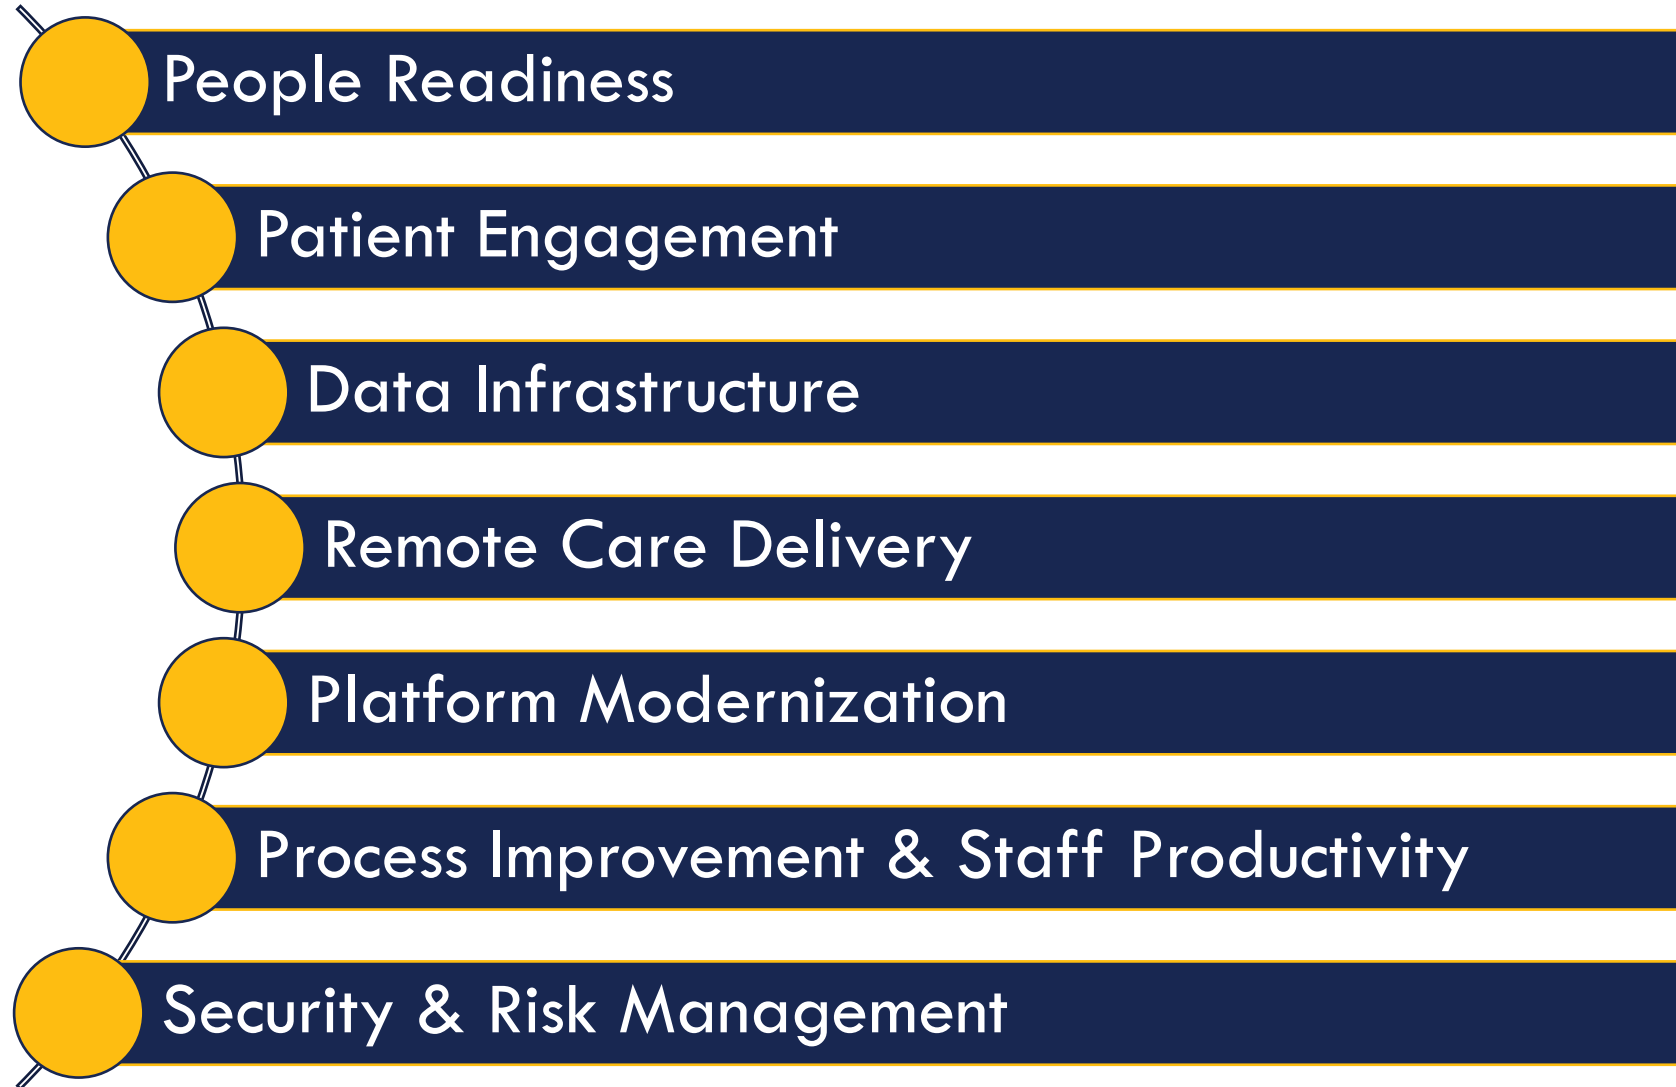 People Readiness
Patient Engagement
Data Infrastructure
Remote Care Delivery
Platform Modernization
Process Improvement & Staff Productivity
Security & Risk Management